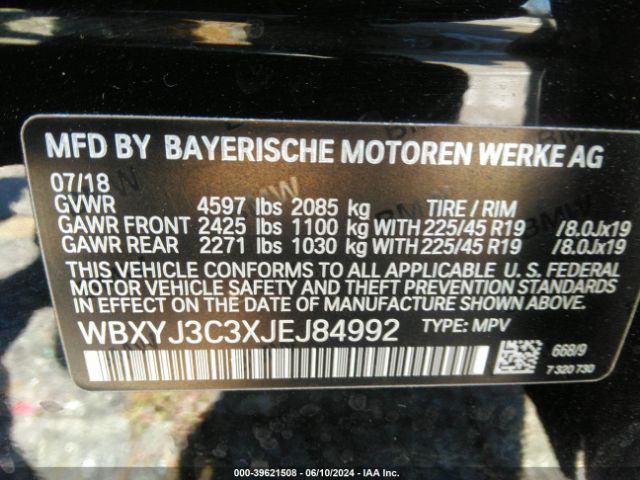 MFD BY BAYERISCHE MOTOREN WERKE AG
07/18
GVWR 4597 lbs 2085 kg TIRE / RIM
GAWR FRONT 2425 lbs 1100 kg WITH 225/45 R19 /8.0Jx19
GAWR REAR 2271 lbs 1030 kg WITH 225/45 R19 /8.0Jx19
THIS VEHICLE CONFORMS TO ALL APPLICABLE U. S. FEDERAL
MOTOR VEHICLE SAFETY AND THEFT PREVENTION STANDARDS
IN EFFECT ON THE DATE OF MANUFACTURE SHOWN ABOVE.
WBXYJ3C3XJEJ84992 TYPE: MPV
668/9
7 320 730
000-39621508 - 06/10/2024 - IAA Inc.